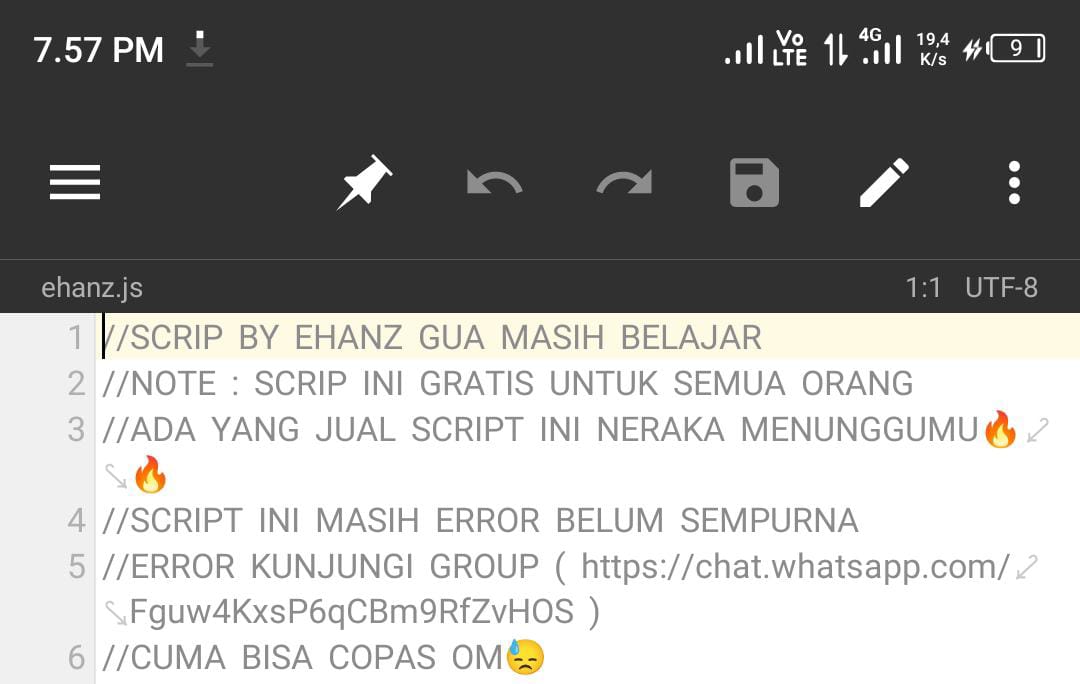 7.57 PM Vo LTE 4G 19,4 K/s 9
ehanz.js 1:1 UTF-8
1 //SCRIP BY EHANZ GUA MASIH BELAJAR
2 //NOTE : SCRIP INI GRATIS UNTUK SEMUA ORANG
3 //ADA YANG JUAL SCRIPT INI NERAKA MENUNGGUMU🔥
🔥
4 //SCRIPT INI MASIH ERROR BELUM SEMPURNA
5 //ERROR KUNJUNGI GROUP ( https://chat.whatsapp.com/
Fguw4KxsP6qCBm9RfZvHOS )
6 //CUMA BISA COPAS OM😓